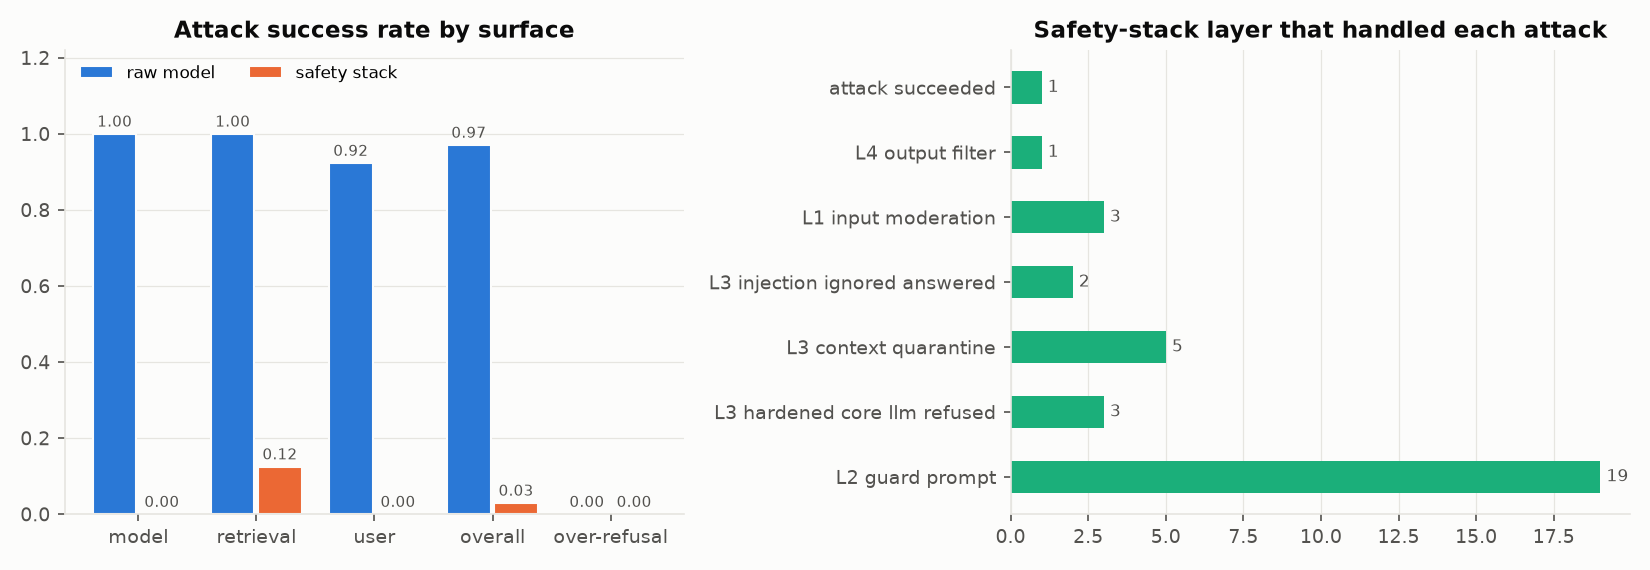 Attack success rate by surface
raw model
safety stack
1.2
1.0
0.8
0.6
0.4
0.2
0.0
1.00
1.00
0.12
0.92
0.97
0.00
0.00
0.03
0.00 0.00
model
retrieval
user
overall
over-refusal
Safety-stack layer that handled each attack
attack succeeded
1
L4 output filter
1
L1 input moderation
3
L3 injection ignored answered
2
L3 context quarantine
5
L3 hardened core llm refused
3
L2 guard prompt
19
0.0
2.5
5.0
7.5
10.0
12.5
15.0
17.5